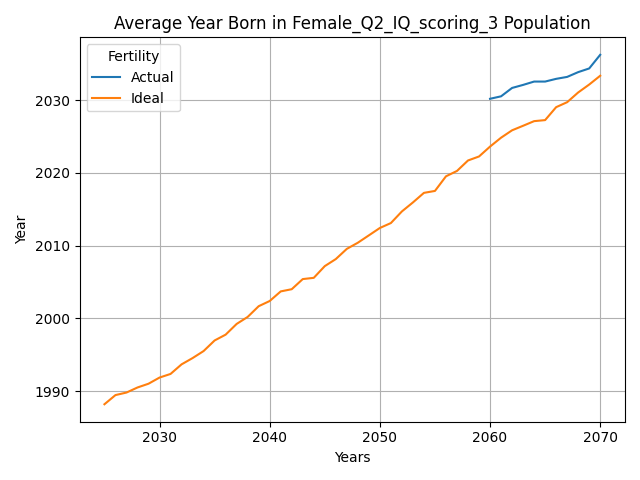 Average Year Born in Female_Q2_IQ_scoring_3 Population
Fertility
Actual
Ideal
Year
2030
2020
2010
2000
1990
2030 2040 2050 2060 2070
Years